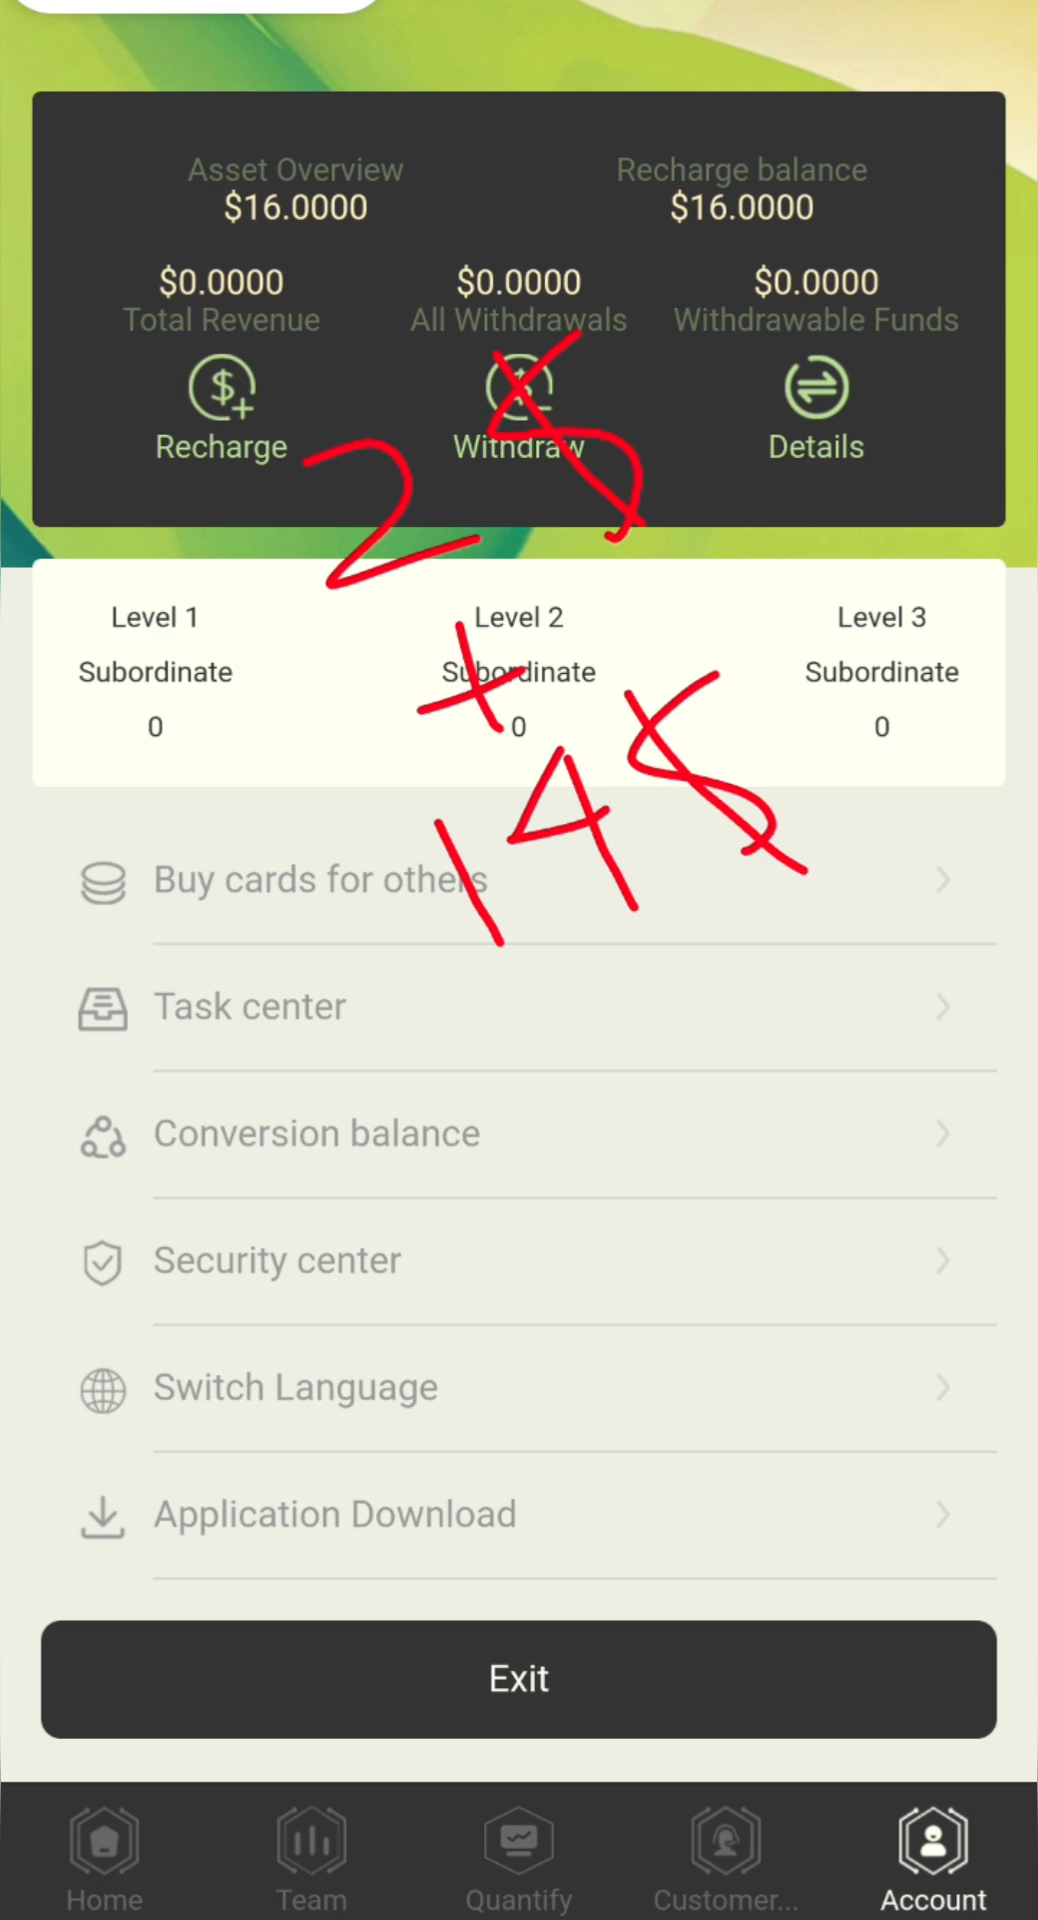 Asset Overview Recharge balance
$16.0000 $16.0000
$0.0000 $0.0000 $0.0000
Total Revenue All Withdrawals Withdrawable Funds
Recharge Withdraw Details
2$
Level 1 Level 2 Level 3
Subordinate Subordinate Subordinate
0 0 0
+
14$
Buy cards for others
Task center
Conversion balance
Security center
Switch Language
Application Download
Exit
Home Team Quantify Customer... Account